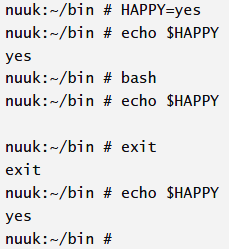 nuuk:~/bin # HAPPY=yes
nuuk:~/bin # echo $HAPPY
yes
nuuk:~/bin # bash
nuuk:~/bin # echo $HAPPY

nuuk:~/bin # exit
exit
nuuk:~/bin # echo $HAPPY
yes
nuuk:~/bin #